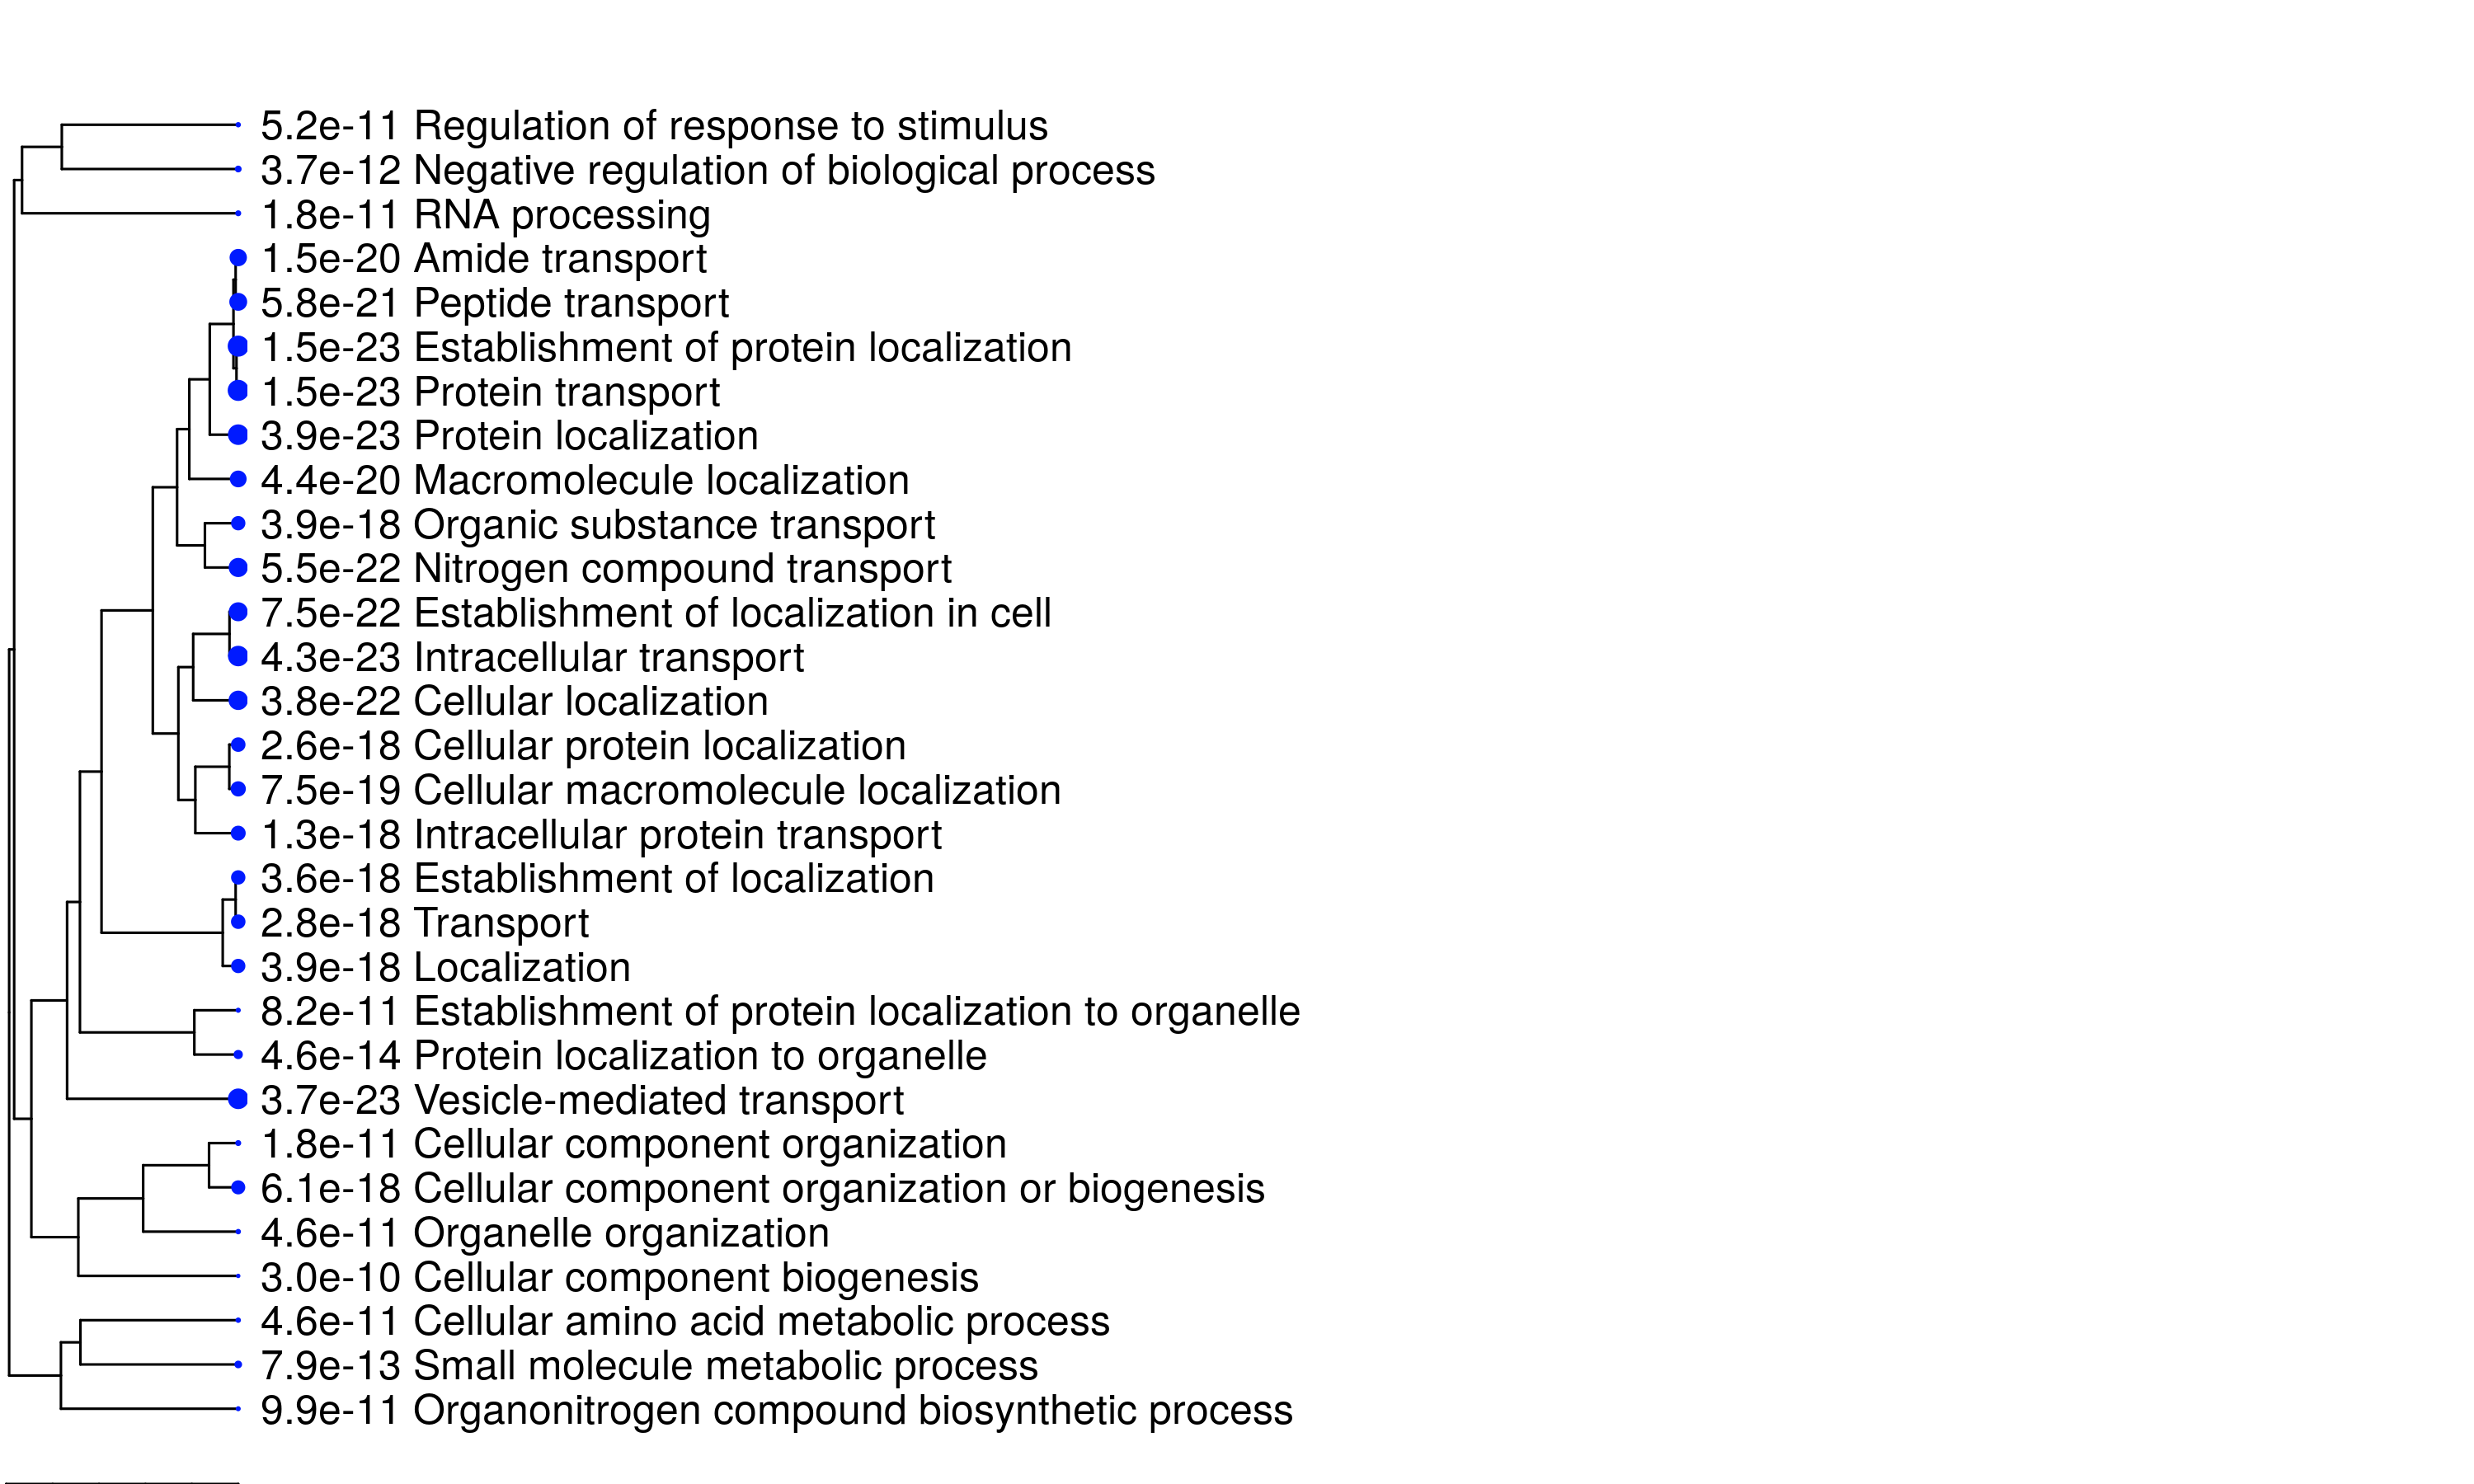 5.2e-11 Regulation of response to stimulus
3.7e-12 Negative regulation of biological process
1.8e-11 RNA processing
1.5e-20 Amide transport
5.8e-21 Peptide transport
1.5e-23 Establishment of protein localization
1.5e-23 Protein transport
3.9e-23 Protein localization
4.4e-20 Macromolecule localization
3.9e-18 Organic substance transport
5.5e-22 Nitrogen compound transport
7.5e-22 Establishment of localization in cell
4.3e-23 Intracellular transport
3.8e-22 Cellular localization
2.6e-18 Cellular protein localization
7.5e-19 Cellular macromolecule localization
1.3e-18 Intracellular protein transport
3.6e-18 Establishment of localization
2.8e-18 Transport
3.9e-18 Localization
8.2e-11 Establishment of protein localization to organelle
4.6e-14 Protein localization to organelle
3.7e-23 Vesicle-mediated transport
1.8e-11 Cellular component organization
6.1e-18 Cellular component organization or biogenesis
4.6e-11 Organelle organization
3.0e-10 Cellular component biogenesis
4.6e-11 Cellular amino acid metabolic process
7.9e-13 Small molecule metabolic process
9.9e-11 Organonitrogen compound biosynthetic process